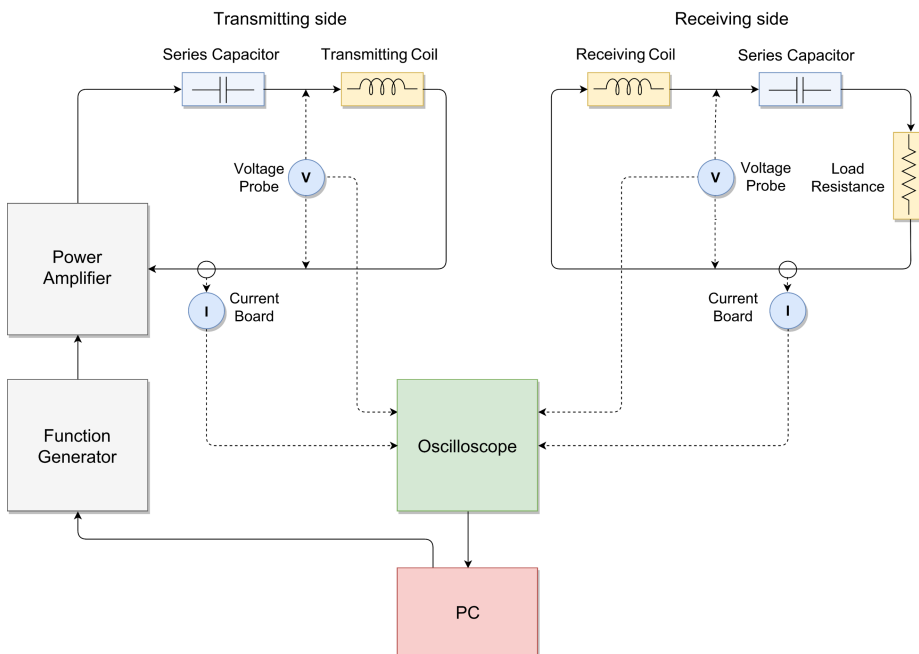 Transmitting side
Receiving side
Series Capacitor
Transmitting Coil
Receiving Coil
Series Capacitor
Voltage
Probe
V
Voltage
Probe
V
Load
Resistance
Power
Amplifier
I
Current
Board
Current
Board
I
Function
Generator
Oscilloscope
PC